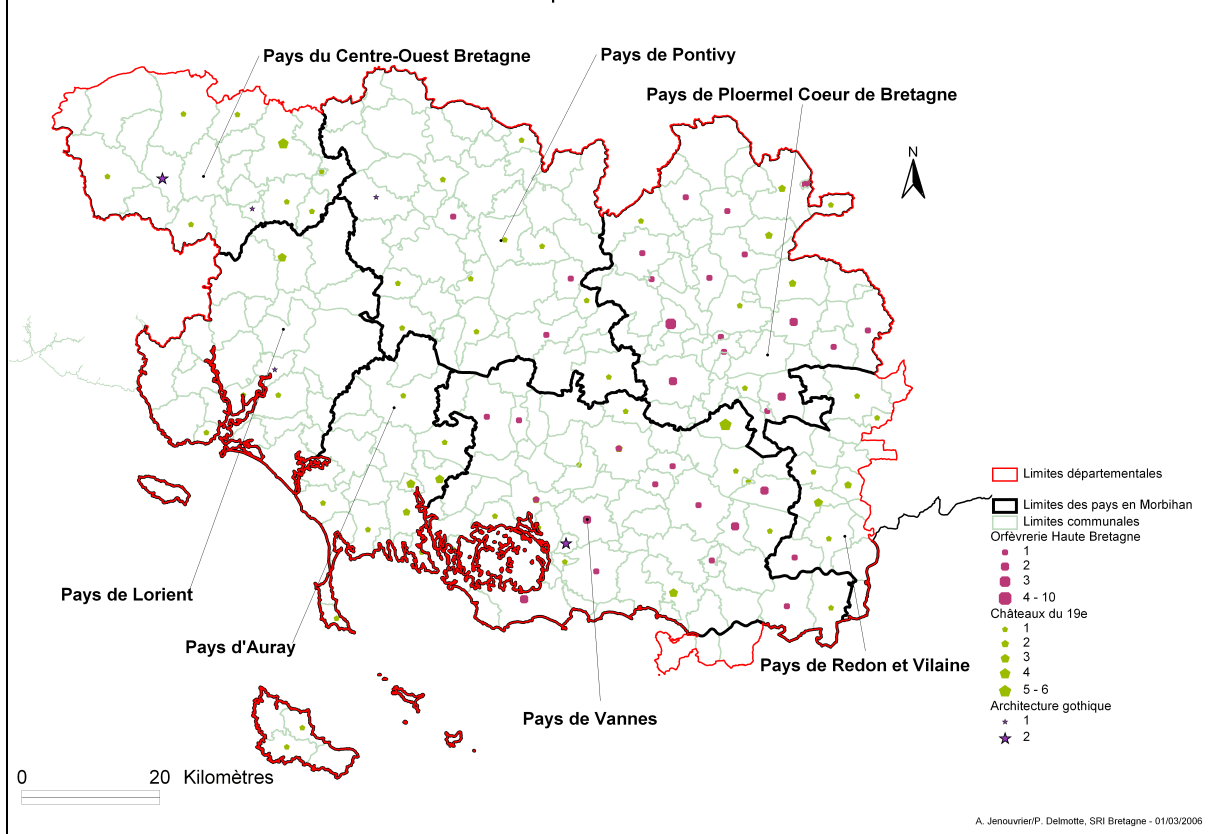 Pays du Centre-Ouest Bretagne
Pays de Pontivy
Pays de Ploermel Coeur de Bretagne
N
Pays de Lorient
Pays d'Auray
Pays de Vannes
Pays de Redon et Vilaine
Limites départementales
Limites des pays en Morbihan
Limites communales
Orfèvrerie Haute Bretagne
1
2
3
4 - 10
Châteaux du 19e
1
2
3
4
5 - 6
Architecture gothique
1
2
0 20 Kilomètres
A. Jenouvrier/P. Delmotte, SRI Bretagne - 01/03/2006